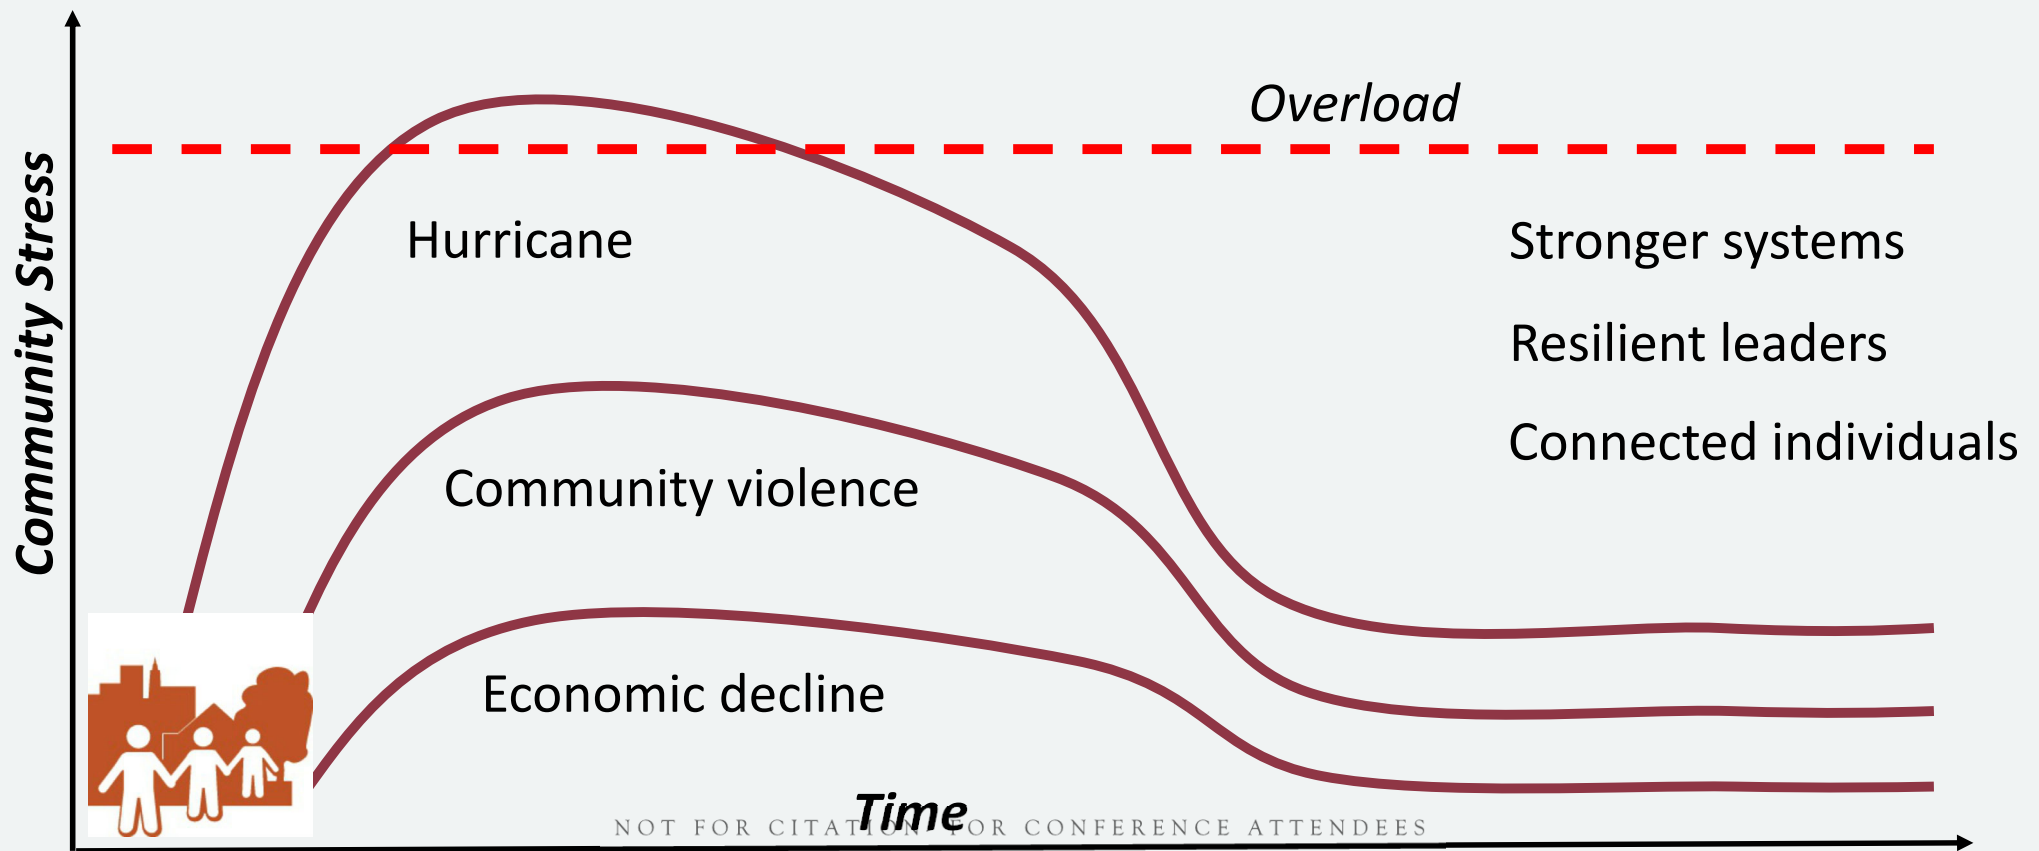 Overload
Community Stress
Hurricane
Stronger systems
Resilient leaders
Connected individuals
Community violence
Economic decline
Time
NOT FOR CITATION FOR CONFERENCE ATTENDEES